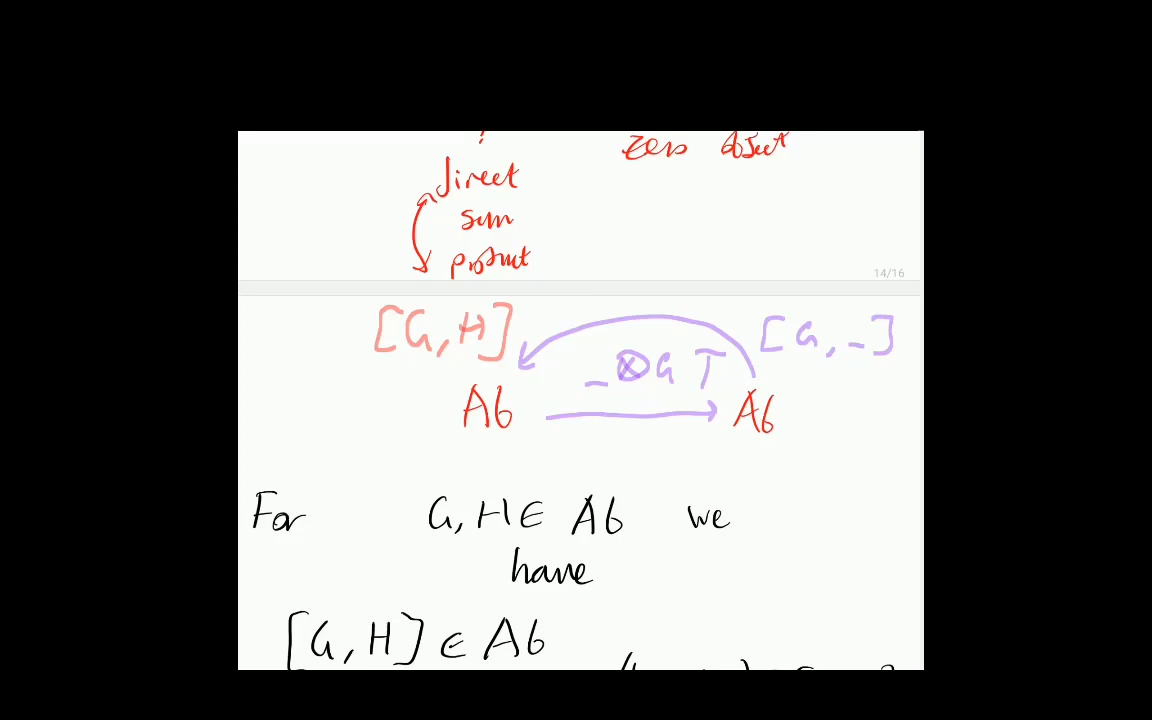 zero object
direct
sum
product
14/16
[G, H] [G, _]
_⊗G ⊤
Ab Ab
For G, H ∈ Ab we
have
[G, H] ∈ Ab